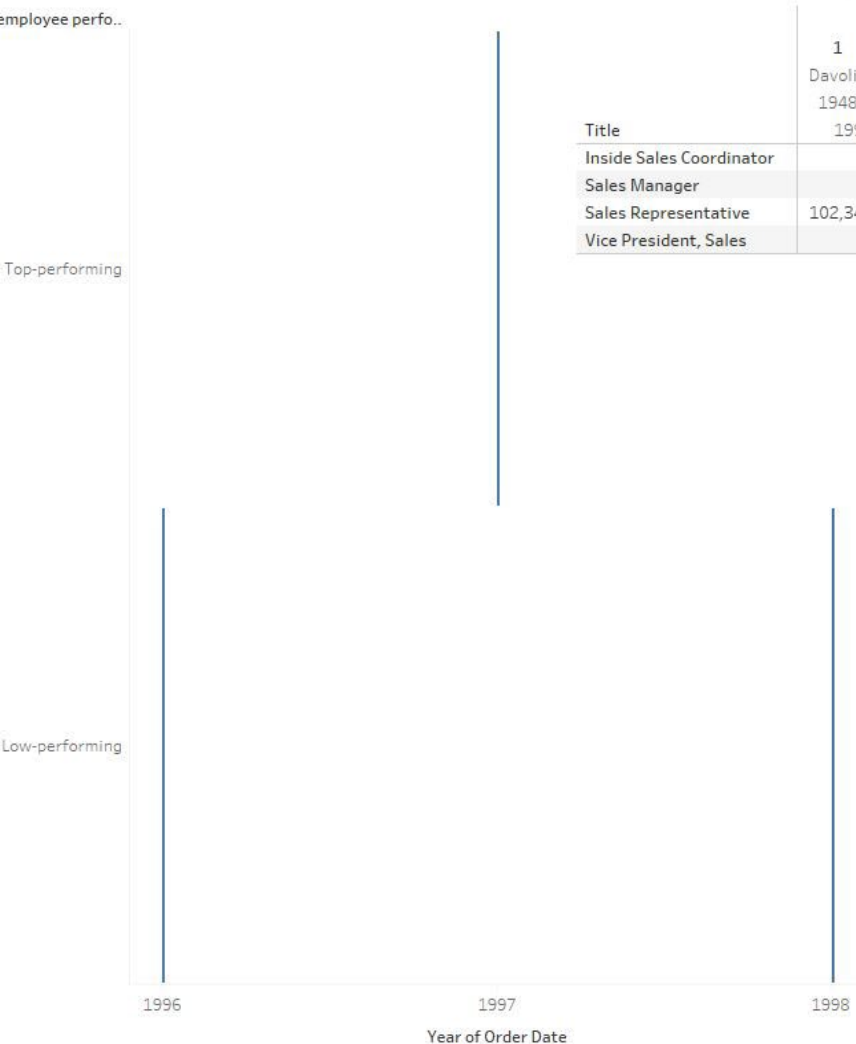 employee perfo..
1
Davoli
1948
Title 199
Inside Sales Coordinator
Sales Manager
Sales Representative 102,34
Vice President, Sales
Top-performing
Low-performing
1996 1997 1998
Year of Order Date